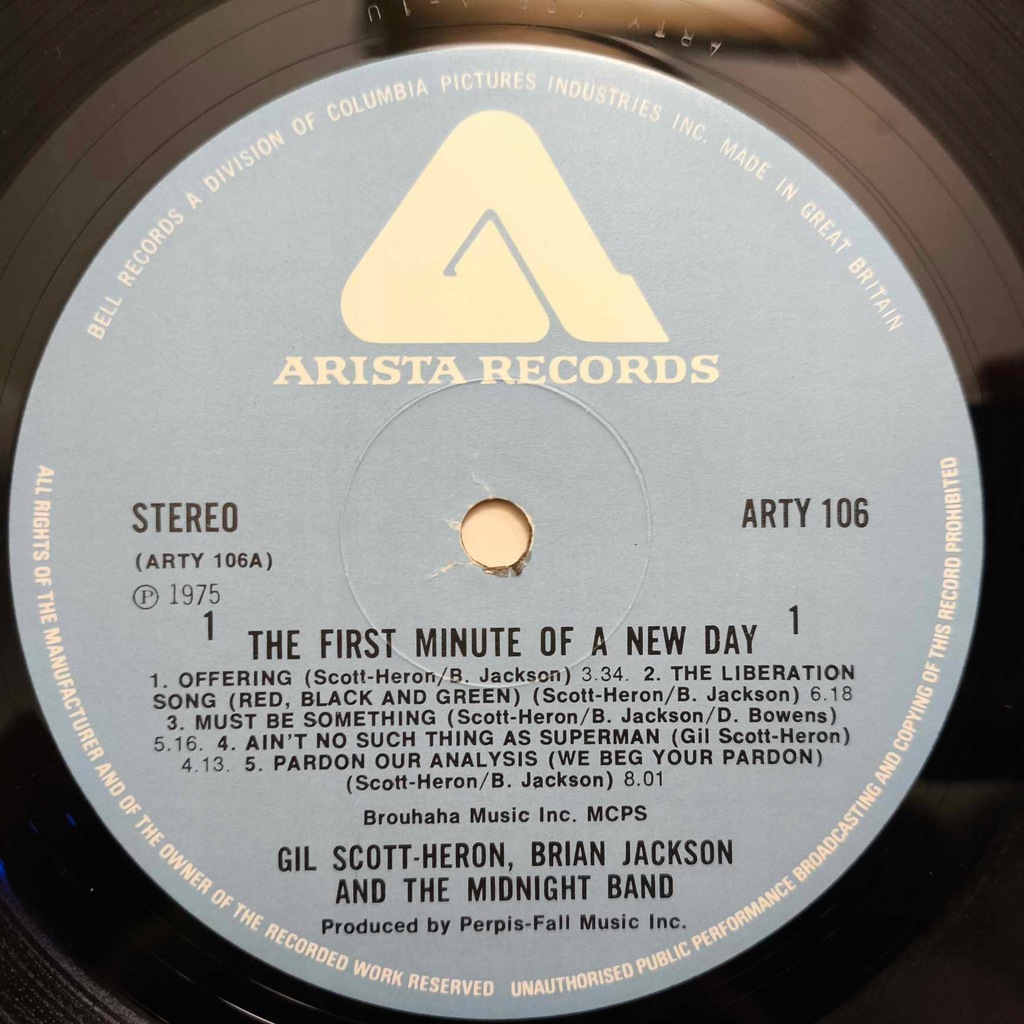 BELL RECORDS A DIVISION OF COLUMBIA PICTURES INDUSTRIES INC. MADE IN GREAT BRITAIN
ARISTA RECORDS
STEREO
ARTY 106
(ARTY 106A)
Ⓟ 1975
1
THE FIRST MINUTE OF A NEW DAY
1
1. OFFERING (Scott-Heron/B. Jackson) 3.34. 2. THE LIBERATION
SONG (RED, BLACK AND GREEN) (Scott-Heron/B. Jackson) 6.18
3. MUST BE SOMETHING (Scott-Heron/B. Jackson/D. Bowens)
5.16. 4. AIN'T NO SUCH THING AS SUPERMAN (Gil Scott-Heron)
4.13. 5. PARDON OUR ANALYSIS (WE BEG YOUR PARDON)
(Scott-Heron/B. Jackson) 8.01
Brouhaha Music Inc. MCPS
GIL SCOTT-HERON, BRIAN JACKSON
AND THE MIDNIGHT BAND
Produced by Perpis-Fall Music Inc.
ALL RIGHTS OF THE MANUFACTURER AND OF THE OWNER OF THE RECORDED WORK RESERVED UNAUTHORISED PUBLIC PERFORMANCE BROADCASTING AND COPYING OF THIS RECORD PROHIBITED